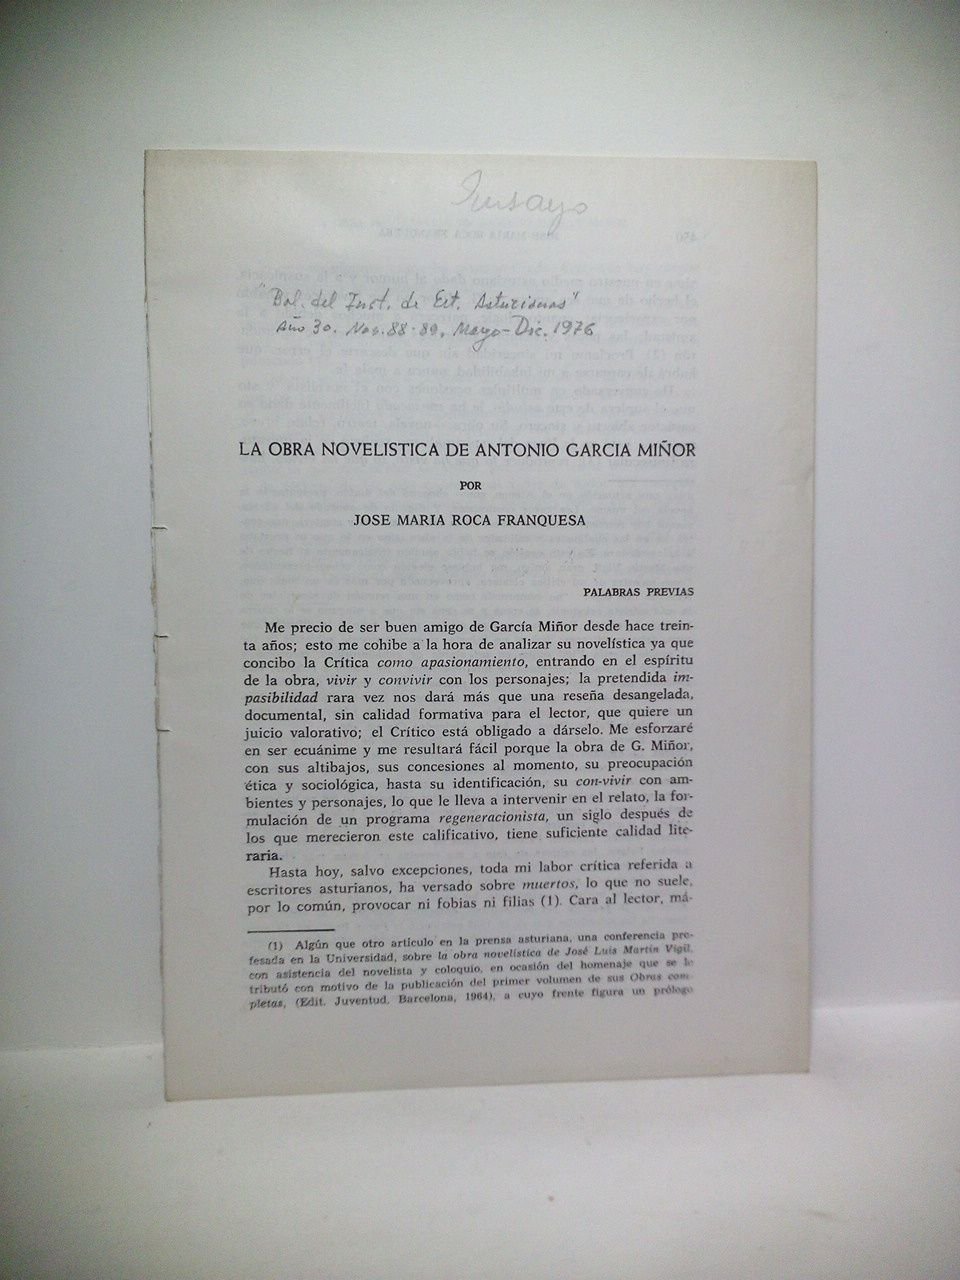 Ensayo
"Bol. del Inst. de Est. Asturianos"
Año 30. Nos. 88-89. Mayo-Dic. 1976
LA OBRA NOVELISTICA DE ANTONIO GARCIA MIÑOR
POR
JOSE MARIA ROCA FRANQUESA
PALABRAS PREVIAS
Me precio de ser buen amigo de García Miñor desde hace trein-
ta años; esto me cohibe a la hora de analizar su novelística ya que
concibo la Crítica como apasionamiento, entrando en el espíritu
de la obra, vivir y convivir con los personajes; la pretendida im-
pasibilidad rara vez nos dará más que una reseña desangelada,
documental, sin calidad formativa para el lector, que quiere un
juicio valorativo; el Crítico está obligado a dárselo. Me esforzaré
en ser ecuánime y me resultará fácil porque la obra de G. Miñor,
con sus altibajos, sus concesiones al momento, su preocupación
ética y sociológica, hasta su identificación, su con-vivir con am-
bientes y personajes, lo que le lleva a intervenir en el relato, la for-
mulación de un programa regeneracionista, un siglo después de
los que merecieron este calificativo, tiene suficiente calidad lite-
raria.
Hasta hoy, salvo excepciones, toda mi labor crítica referida a
escritores asturianos, ha versado sobre muertos, lo que no suele,
por lo común, provocar ni fobias ni filias (1). Cara al lector, má-
(1) Algún que otro artículo en la prensa asturiana, una conferencia pro-
fesada en la Universidad, sobre la obra novelística de José Luis Martín Vigil,
con asistencia del novelista y coloquio, en ocasión del homenaje que se le
tributó con motivo de la publicación del primer volumen de sus Obras com-
pletas, (Edit. Juventud, Barcelona, 1964), a cuyo frente figura un prólogo